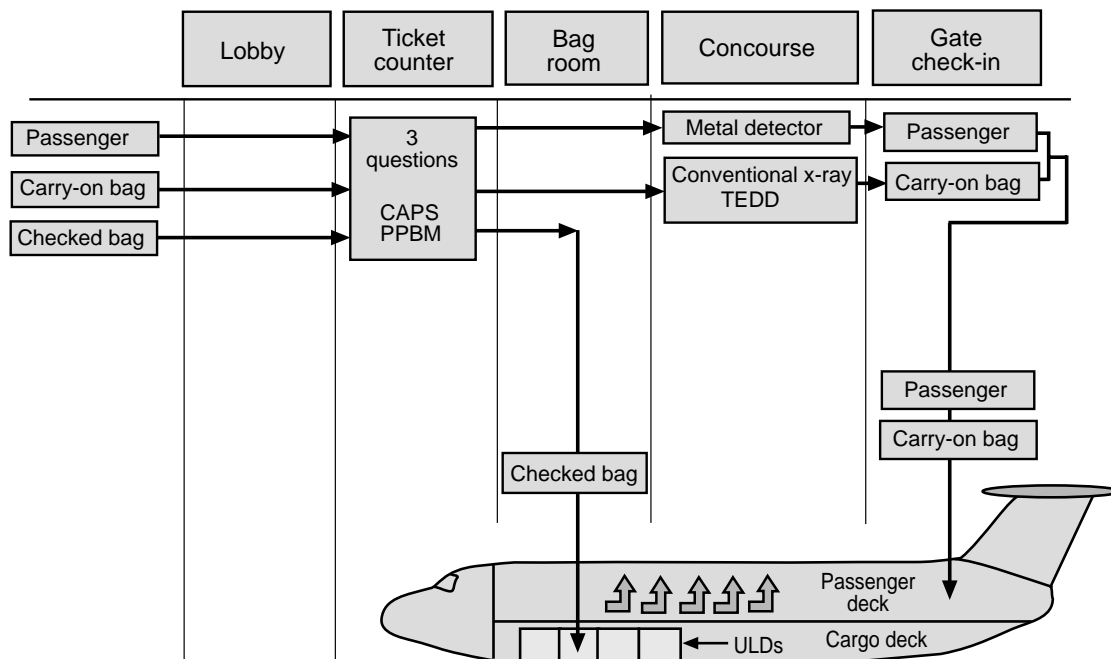 Lobby
Ticket
counter
Bag
room
Concourse
Gate
check-in
Passenger
Carry-on bag
Checked bag
3
questions
CAPS
PPBM
Metal detector
Conventional x-ray
TEDD
Passenger
Carry-on bag
Passenger
Carry-on bag
Checked bag
Passenger
deck
ULDs
Cargo deck